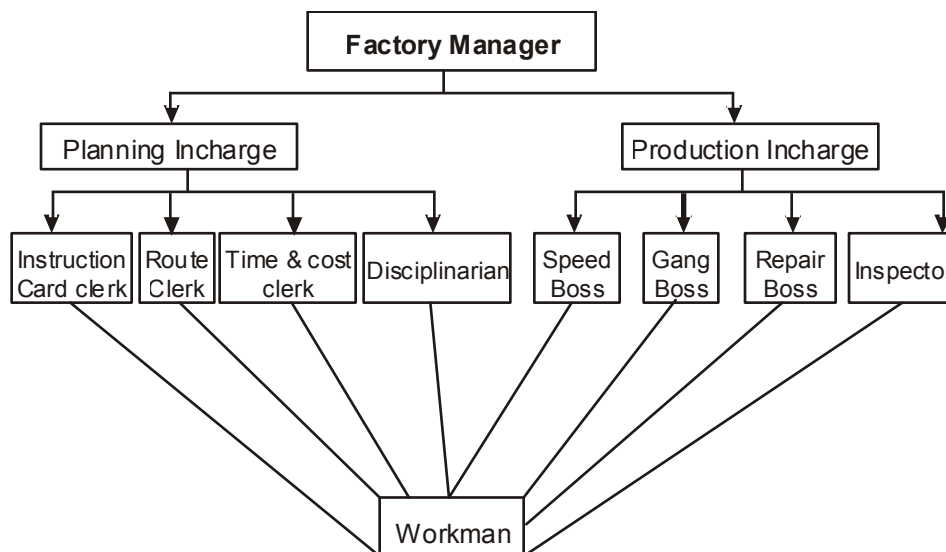 Factory Manager
Planning Incharge
Production Incharge
Instruction
Card clerk
Route
Clerk
Time & cost
clerk
Disciplinarian
Speed
Boss
Gang
Boss
Repair
Boss
Inspector
Workman